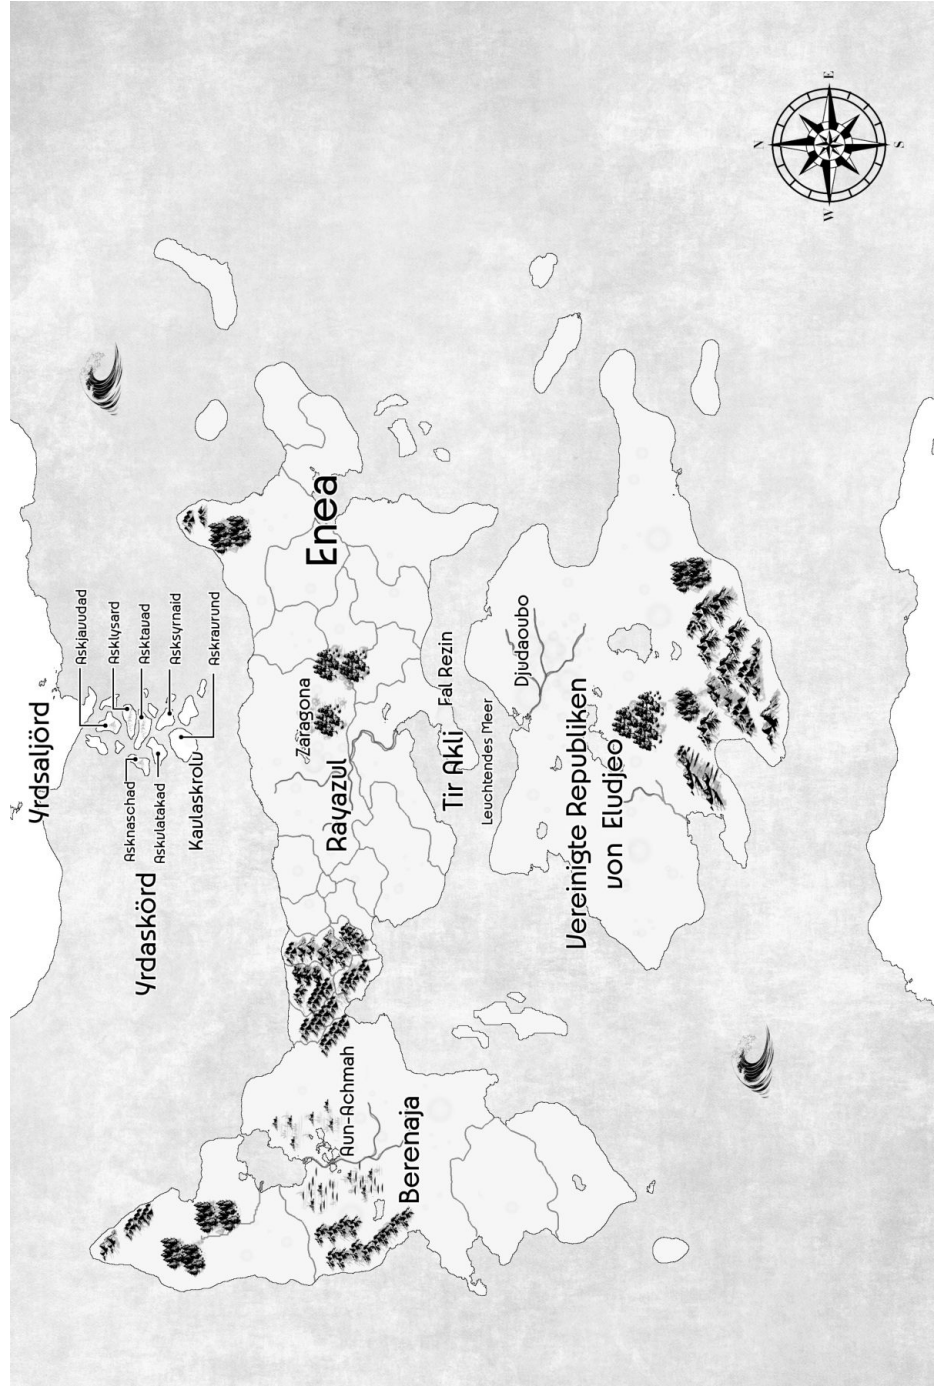 N
E
S
W
Yrdsaljörd
Askjauvdad
Asklysard
Asktavad
Asksyrnaid
Askraurund
Asknaschad
Askulatakad
Kaulaskrolu
Yrdaskörd
Zaragona
Enea
Rayazul
Aun-Achmah
Berenaja
Fal Rezin
Tir Akli
Leuchtendes Meer
Djudaoubo
Vereinigte Republiken
von Eludjeo